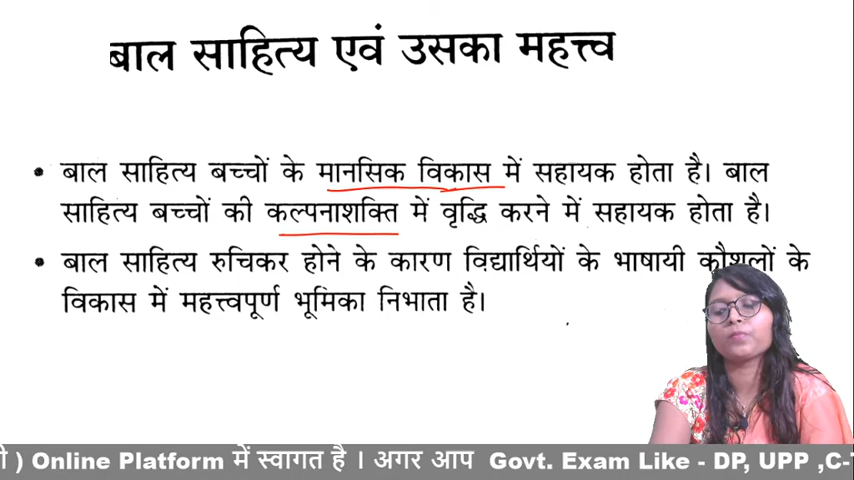 बाल साहित्य एवं उसका महत्त्व
• बाल साहित्य बच्चों के मानसिक विकास में सहायक होता है। बाल
साहित्य बच्चों की कल्पनाशक्ति में वृद्धि करने में सहायक होता है।
• बाल साहित्य रुचिकर होने के कारण विद्यार्थियों के भाषायी कौशलों के
विकास में महत्त्वपूर्ण भूमिका निभाता है।
) Online Platform में स्वागत है । अगर आप Govt. Exam Like - DP, UPP ,C-